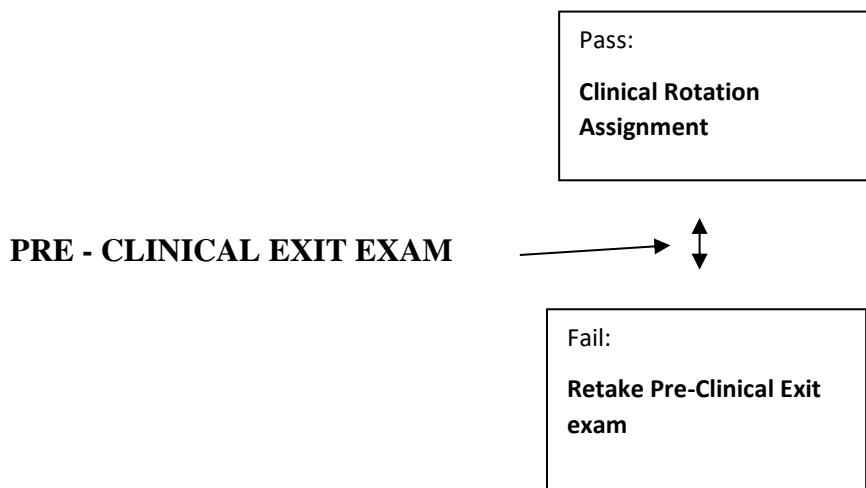 Pass:
Clinical Rotation
Assignment
PRE - CLINICAL EXIT EXAM
Fail:
Retake Pre-Clinical Exit
exam